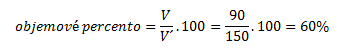 objemové percento = V/V´ . 100 = 90/150 . 100 = 60%